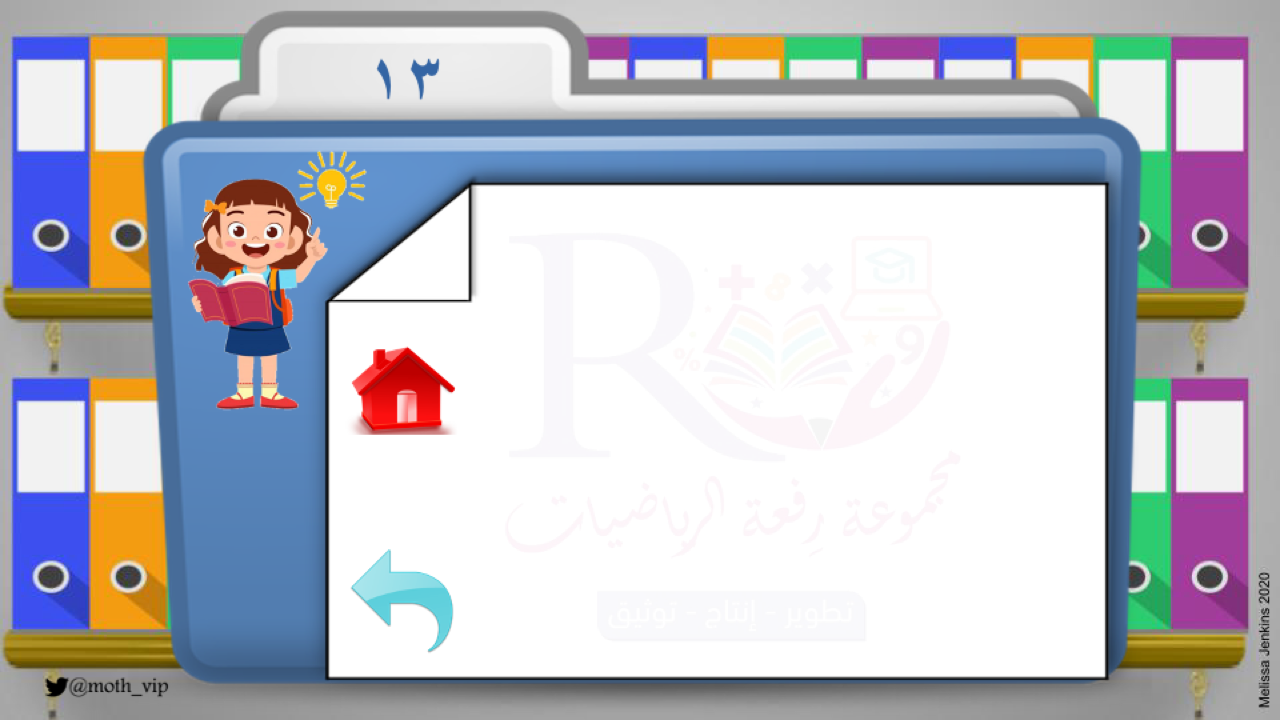 ١٣
R
مجموعة رفعة الرياضيات
تطوير - إنتاج - توثيق
@moth_vip
Melissa Jenkins 2020